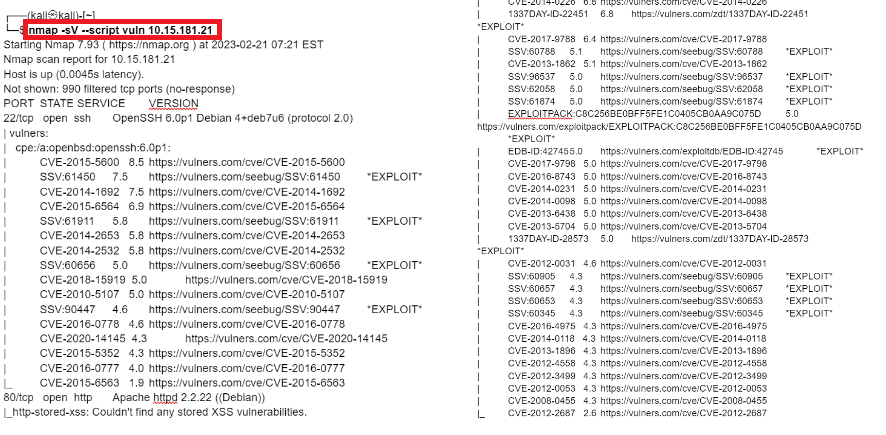 ┌──(kali㉿kali)-[~]
└─$ nmap -sV --script vuln 10.15.181.21
Starting Nmap 7.93 ( https://nmap.org ) at 2023-02-21 07:21 EST
Nmap scan report for 10.15.181.21
Host is up (0.0045s latency).
Not shown: 990 filtered tcp ports (no-response)
PORT STATE SERVICE VERSION
22/tcp open ssh OpenSSH 6.0p1 Debian 4+deb7u6 (protocol 2.0)
| vulners:
| cpe:/a:openbsd:openssh:6.0p1:
| CVE-2015-5600 8.5 https://vulners.com/cve/CVE-2015-5600
| SSV:61450 7.5 https://vulners.com/seebug/SSV:61450 *EXPLOIT*
| CVE-2014-1692 7.5 https://vulners.com/cve/CVE-2014-1692
| CVE-2015-6564 6.9 https://vulners.com/cve/CVE-2015-6564
| SSV:61911 5.8 https://vulners.com/seebug/SSV:61911 *EXPLOIT*
| CVE-2014-2653 5.8 https://vulners.com/cve/CVE-2014-2653
| CVE-2014-2532 5.8 https://vulners.com/cve/CVE-2014-2532
| SSV:60656 5.0 https://vulners.com/seebug/SSV:60656 *EXPLOIT*
| CVE-2018-15919 5.0 https://vulners.com/cve/CVE-2018-15919
| CVE-2010-5107 5.0 https://vulners.com/cve/CVE-2010-5107
| SSV:90447 4.6 https://vulners.com/seebug/SSV:90447 *EXPLOIT*
| CVE-2016-0778 4.6 https://vulners.com/cve/CVE-2016-0778
| CVE-2020-14145 4.3 https://vulners.com/cve/CVE-2020-14145
| CVE-2015-5352 4.3 https://vulners.com/cve/CVE-2015-5352
| CVE-2016-0777 4.0 https://vulners.com/cve/CVE-2016-0777
|_ CVE-2015-6563 1.9 https://vulners.com/cve/CVE-2015-6563
80/tcp open http Apache httpd 2.2.22 ((Debian))
|_http-stored-xss: Couldn't find any stored XSS vulnerabilities.
| CVE-2014-0226 6.8 https://vulners.com/cve/CVE-2014-0226
| 1337DAY-ID-22451 6.8 https://vulners.com/zdt/1337DAY-ID-22451
*EXPLOIT*
| CVE-2017-9788 6.4 https://vulners.com/cve/CVE-2017-9788
| SSV:60788 5.1 https://vulners.com/seebug/SSV:60788 *EXPLOIT*
| CVE-2013-1862 5.1 https://vulners.com/cve/CVE-2013-1862
| SSV:96537 5.0 https://vulners.com/seebug/SSV:96537 *EXPLOIT*
| SSV:62058 5.0 https://vulners.com/seebug/SSV:62058 *EXPLOIT*
| SSV:61874 5.0 https://vulners.com/seebug/SSV:61874 *EXPLOIT*
| EXPLOITPACK:C8C256BE0BFF5FE1C0405CB0AA9C075D 5.0
https://vulners.com/exploitpack/EXPLOITPACK:C8C256BE0BFF5FE1C0405CB0AA9C075D
*EXPLOIT*
| EDB-ID:42745 5.0 https://vulners.com/exploitdb/EDB-ID:42745 *EXPLOIT*
| CVE-2017-9798 5.0 https://vulners.com/cve/CVE-2017-9798
| CVE-2016-8743 5.0 https://vulners.com/cve/CVE-2016-8743
| CVE-2014-0231 5.0 https://vulners.com/cve/CVE-2014-0231
| CVE-2014-0098 5.0 https://vulners.com/cve/CVE-2014-0098
| CVE-2013-6438 5.0 https://vulners.com/cve/CVE-2013-6438
| CVE-2013-5704 5.0 https://vulners.com/cve/CVE-2013-5704
| 1337DAY-ID-28573 5.0 https://vulners.com/zdt/1337DAY-ID-28573
*EXPLOIT*
| CVE-2012-0031 4.6 https://vulners.com/cve/CVE-2012-0031
| SSV:60905 4.3 https://vulners.com/seebug/SSV:60905 *EXPLOIT*
| SSV:60657 4.3 https://vulners.com/seebug/SSV:60657 *EXPLOIT*
| SSV:60653 4.3 https://vulners.com/seebug/SSV:60653 *EXPLOIT*
| SSV:60345 4.3 https://vulners.com/seebug/SSV:60345 *EXPLOIT*
| CVE-2016-4975 4.3 https://vulners.com/cve/CVE-2016-4975
| CVE-2014-0118 4.3 https://vulners.com/cve/CVE-2014-0118
| CVE-2013-1896 4.3 https://vulners.com/cve/CVE-2013-1896
| CVE-2012-4558 4.3 https://vulners.com/cve/CVE-2012-4558
| CVE-2012-3499 4.3 https://vulners.com/cve/CVE-2012-3499
| CVE-2012-0053 4.3 https://vulners.com/cve/CVE-2012-0053
| CVE-2008-0455 4.3 https://vulners.com/cve/CVE-2008-0455
|_ CVE-2012-2687 2.6 https://vulners.com/cve/CVE-2012-2687